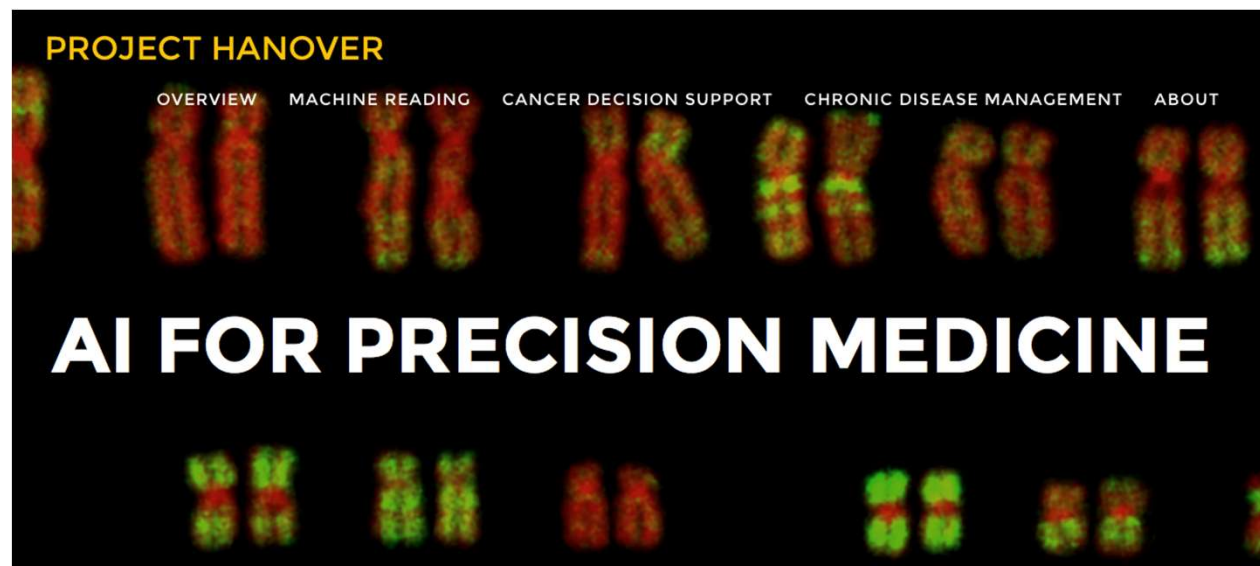 PROJECT HANOVER
OVERVIEW MACHINE READING CANCER DECISION SUPPORT CHRONIC DISEASE MANAGEMENT ABOUT
AI FOR PRECISION MEDICINE